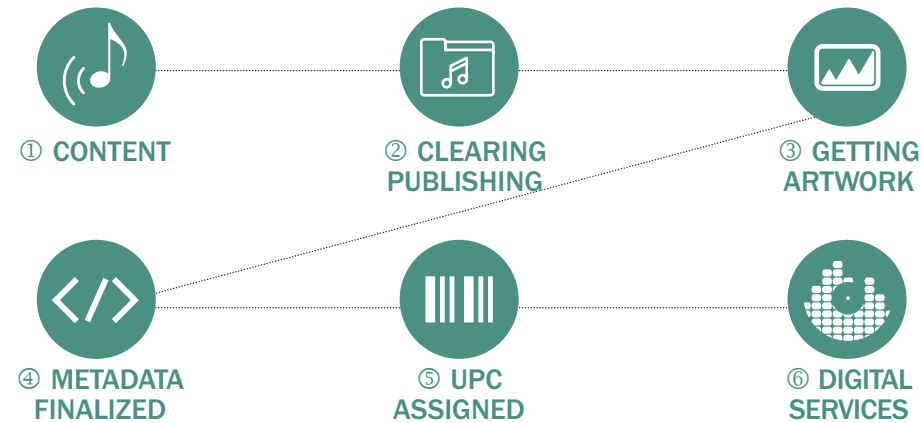 ① CONTENT
② CLEARING
PUBLISHING
③ GETTING
ARTWORK
④ METADATA
FINALIZED
⑤ UPC
ASSIGNED
⑥ DIGITAL
SERVICES